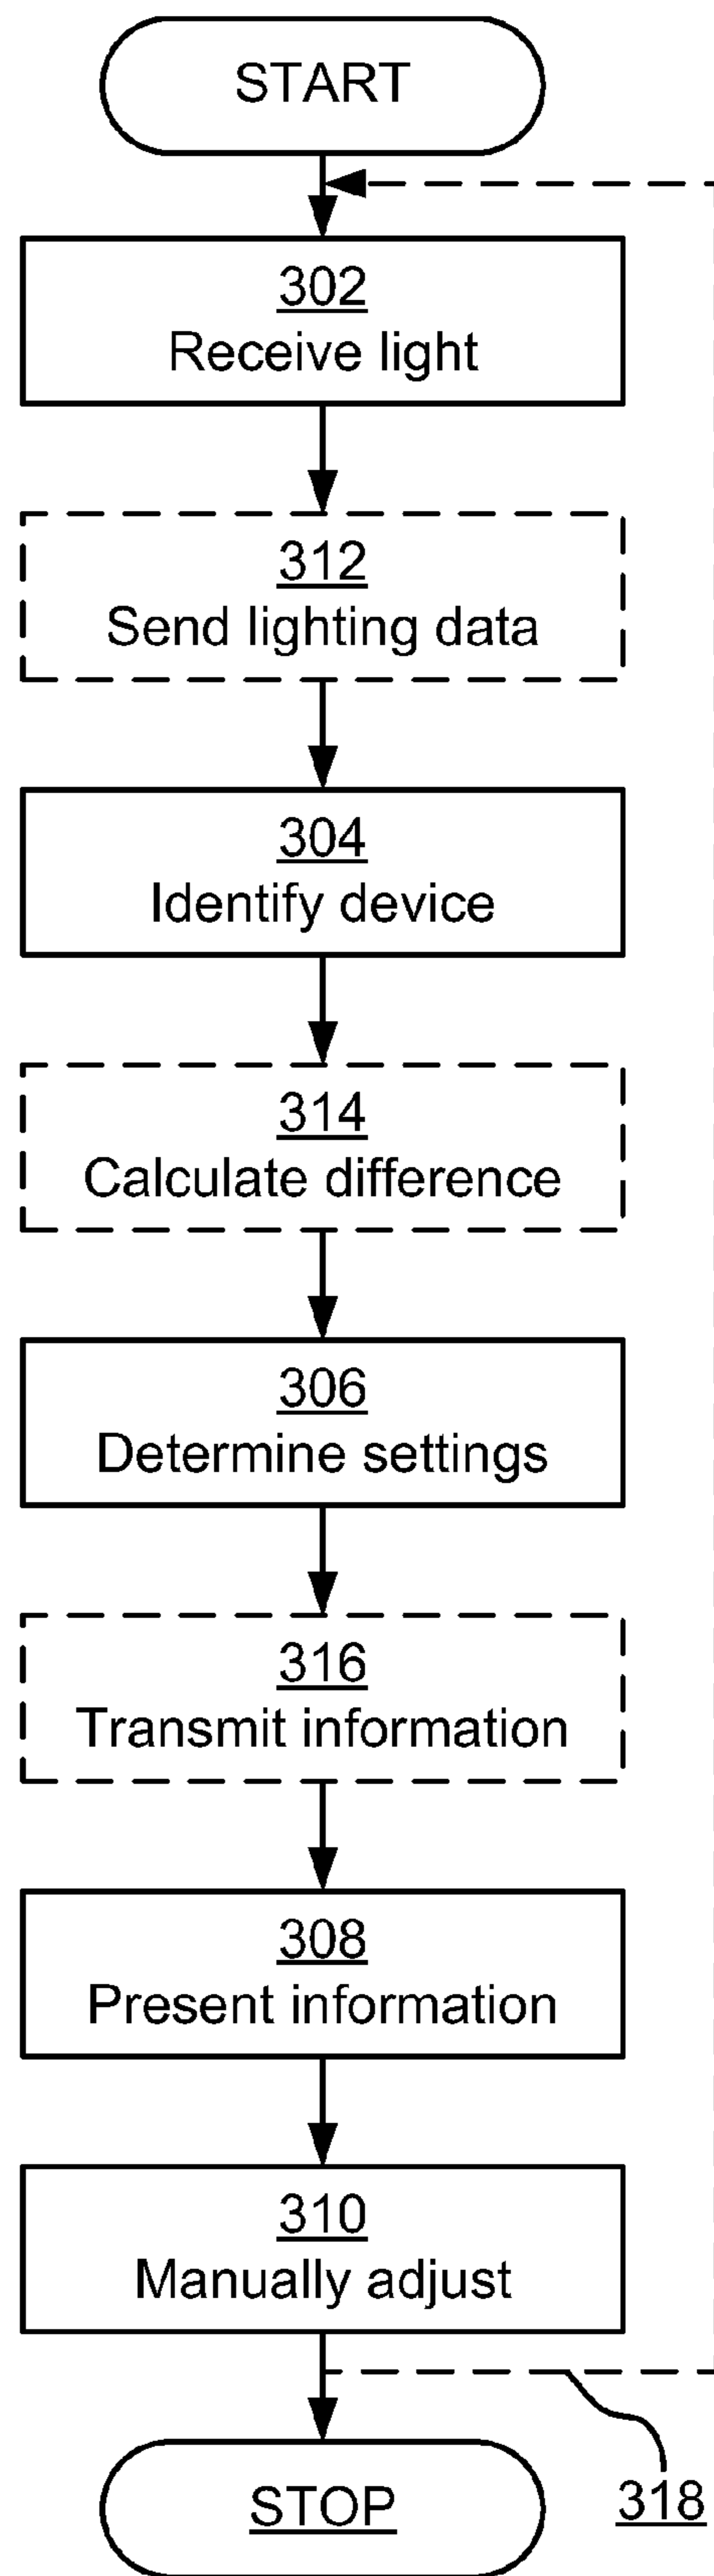 START
302
Receive light
312
Send lighting data
304
Identify device
314
Calculate difference
306
Determine settings
316
Transmit information
308
Present information
310
Manually adjust
STOP
318